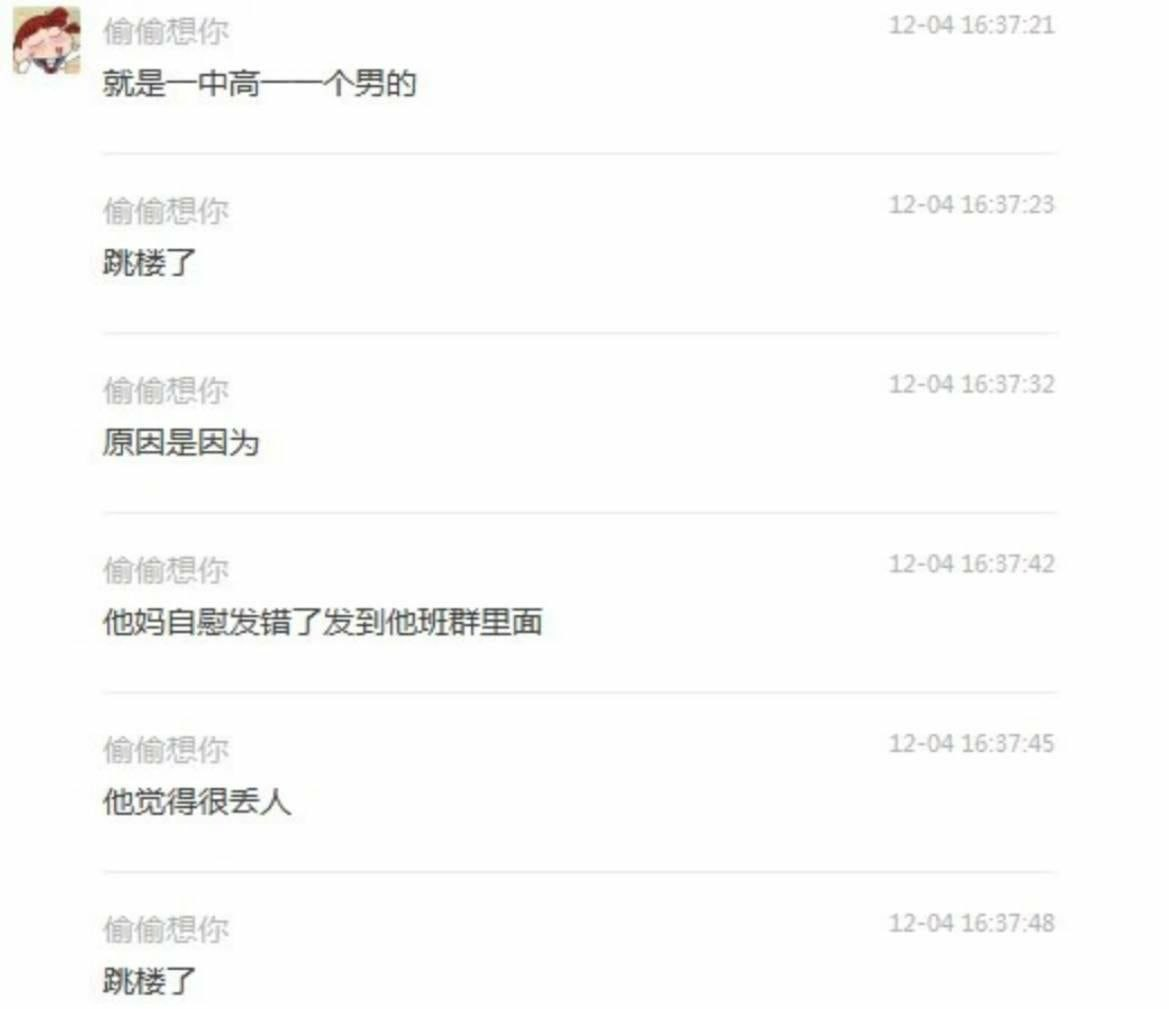 偷偷想你 12-04 16:37:21
就是一中高一一个男的
偷偷想你 12-04 16:37:23
跳楼了
偷偷想你 12-04 16:37:32
原因是因为
偷偷想你 12-04 16:37:42
他妈自慰发错了发到他班群里面
偷偷想你 12-04 16:37:45
他觉得很丢人
偷偷想你 12-04 16:37:48
跳楼了